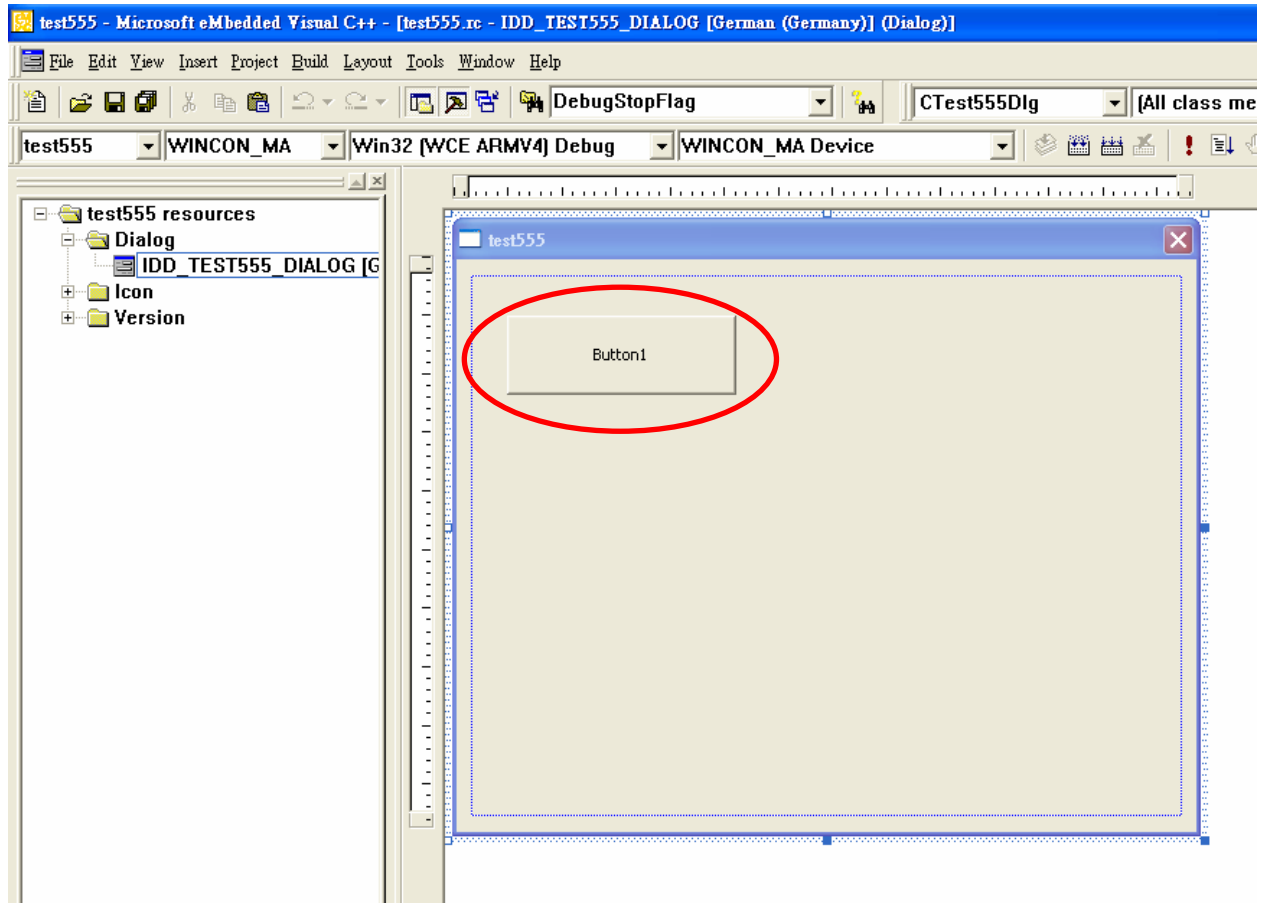 test555 - Microsoft eMbedded Visual C++ - [test555.rc - IDD_TEST555_DIALOG [German (Germany)] (Dialog)]
File Edit View Insert Project Build Layout Tools Window Help
DebugStopFlag CTest555Dlg (All class me
test555 WINCON_MA Win32 (WCE ARMV4) Debug WINCON_MA Device
test555 resources
Dialog
IDD_TEST555_DIALOG [G
Icon
Version
test555
Button1